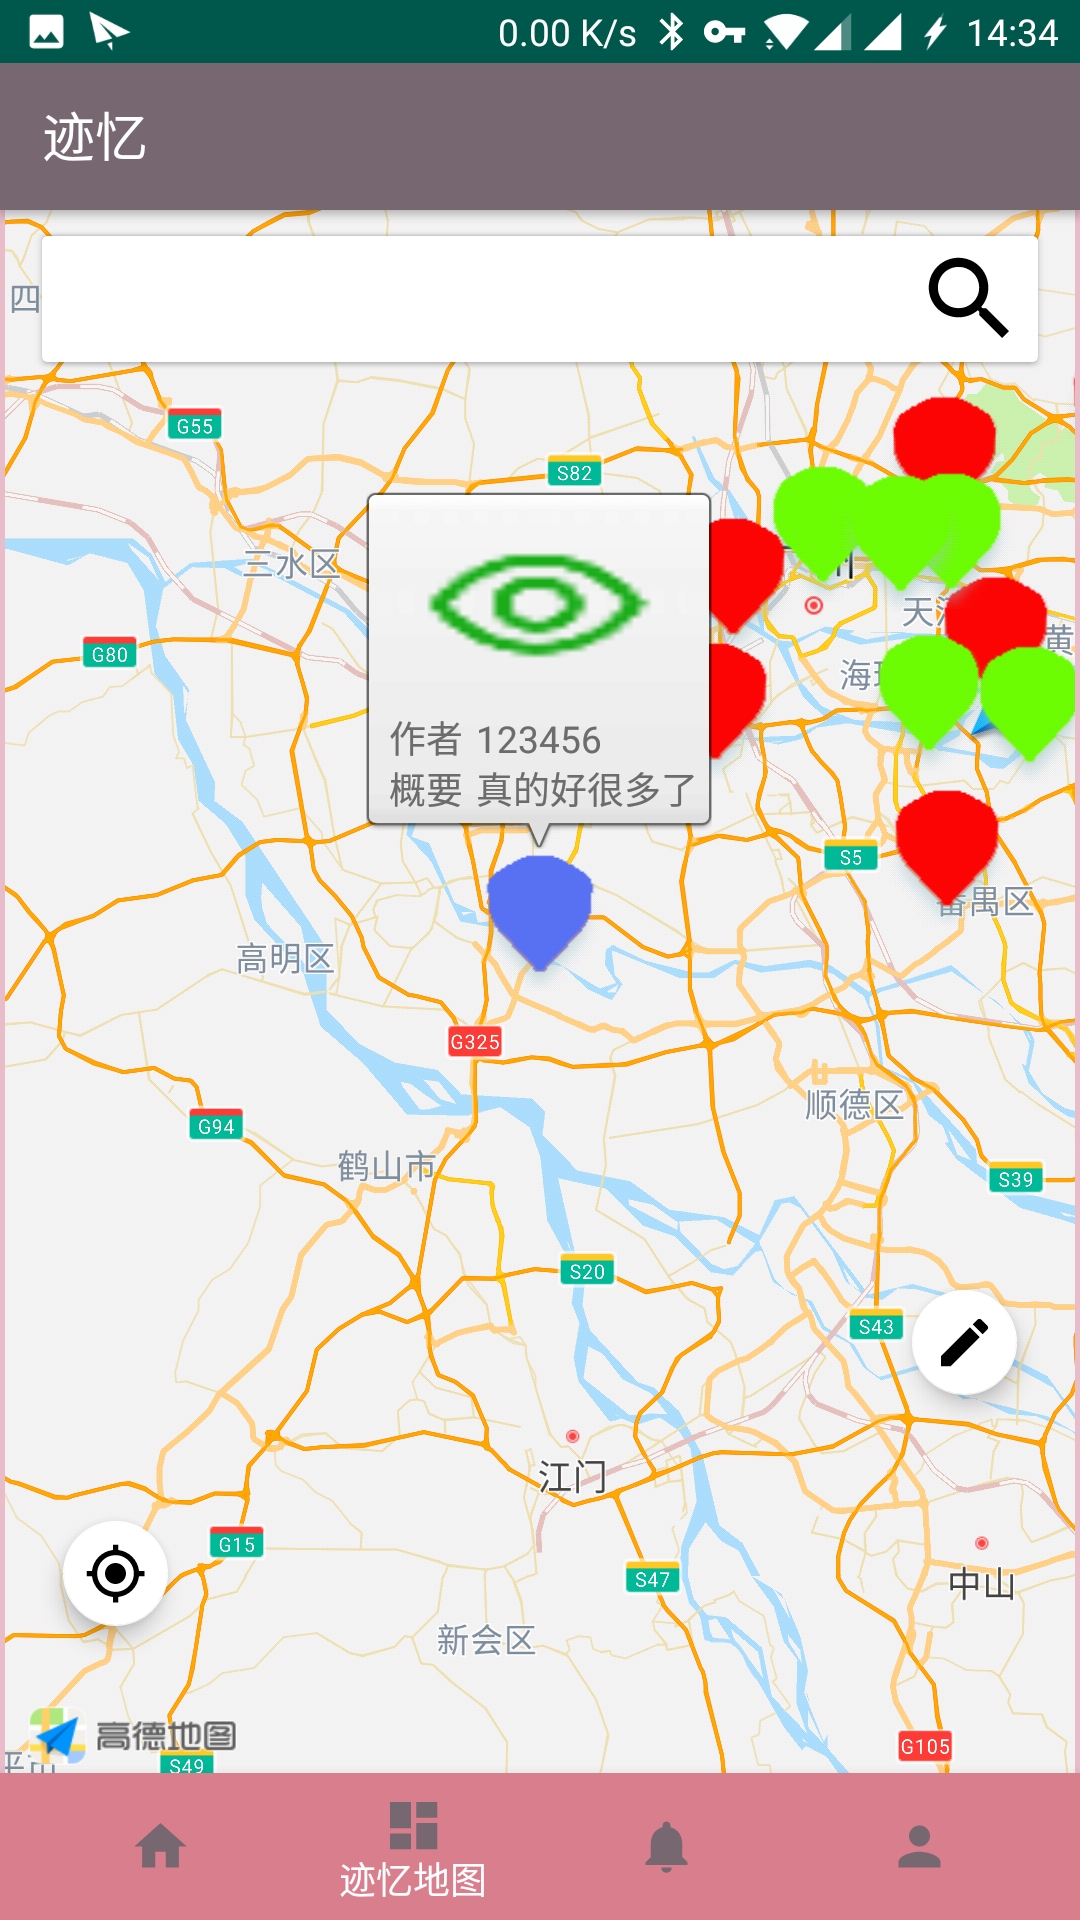 0.00 K/s 14:34
迹忆
四
G55
S82
三水区
G80
州
天河
黄
海珠
作者 123456
概要 真的好很多了
S5
番禺区
高明区
G325
顺德区
G94
鹤山市
S39
S20
S43
江门
G15
S47
中山
新会区
高德地图
G105
S49
迹忆地图